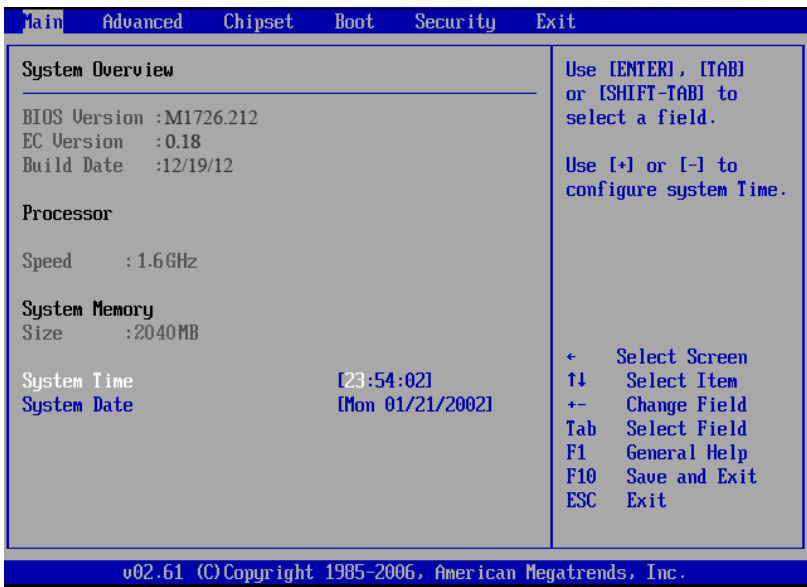 Main Advanced Chipset Boot Security Exit
System Overview
BIOS Version :M1726.212
EC Version :0.18
Build Date :12/19/12
Processor
Speed :1.6GHz
System Memory
Size :2040MB
System Time [23:54:02]
System Date [Mon 01/21/2002]
Use [ENTER], [TAB]
or [SHIFT-TAB] to
select a field.
Use [+] or [-] to
configure system Time.
← Select Screen
↑↓ Select Item
+- Change Field
Tab Select Field
F1 General Help
F10 Save and Exit
ESC Exit
v02.61 (C)Copyright 1985-2006, American Megatrends, Inc.